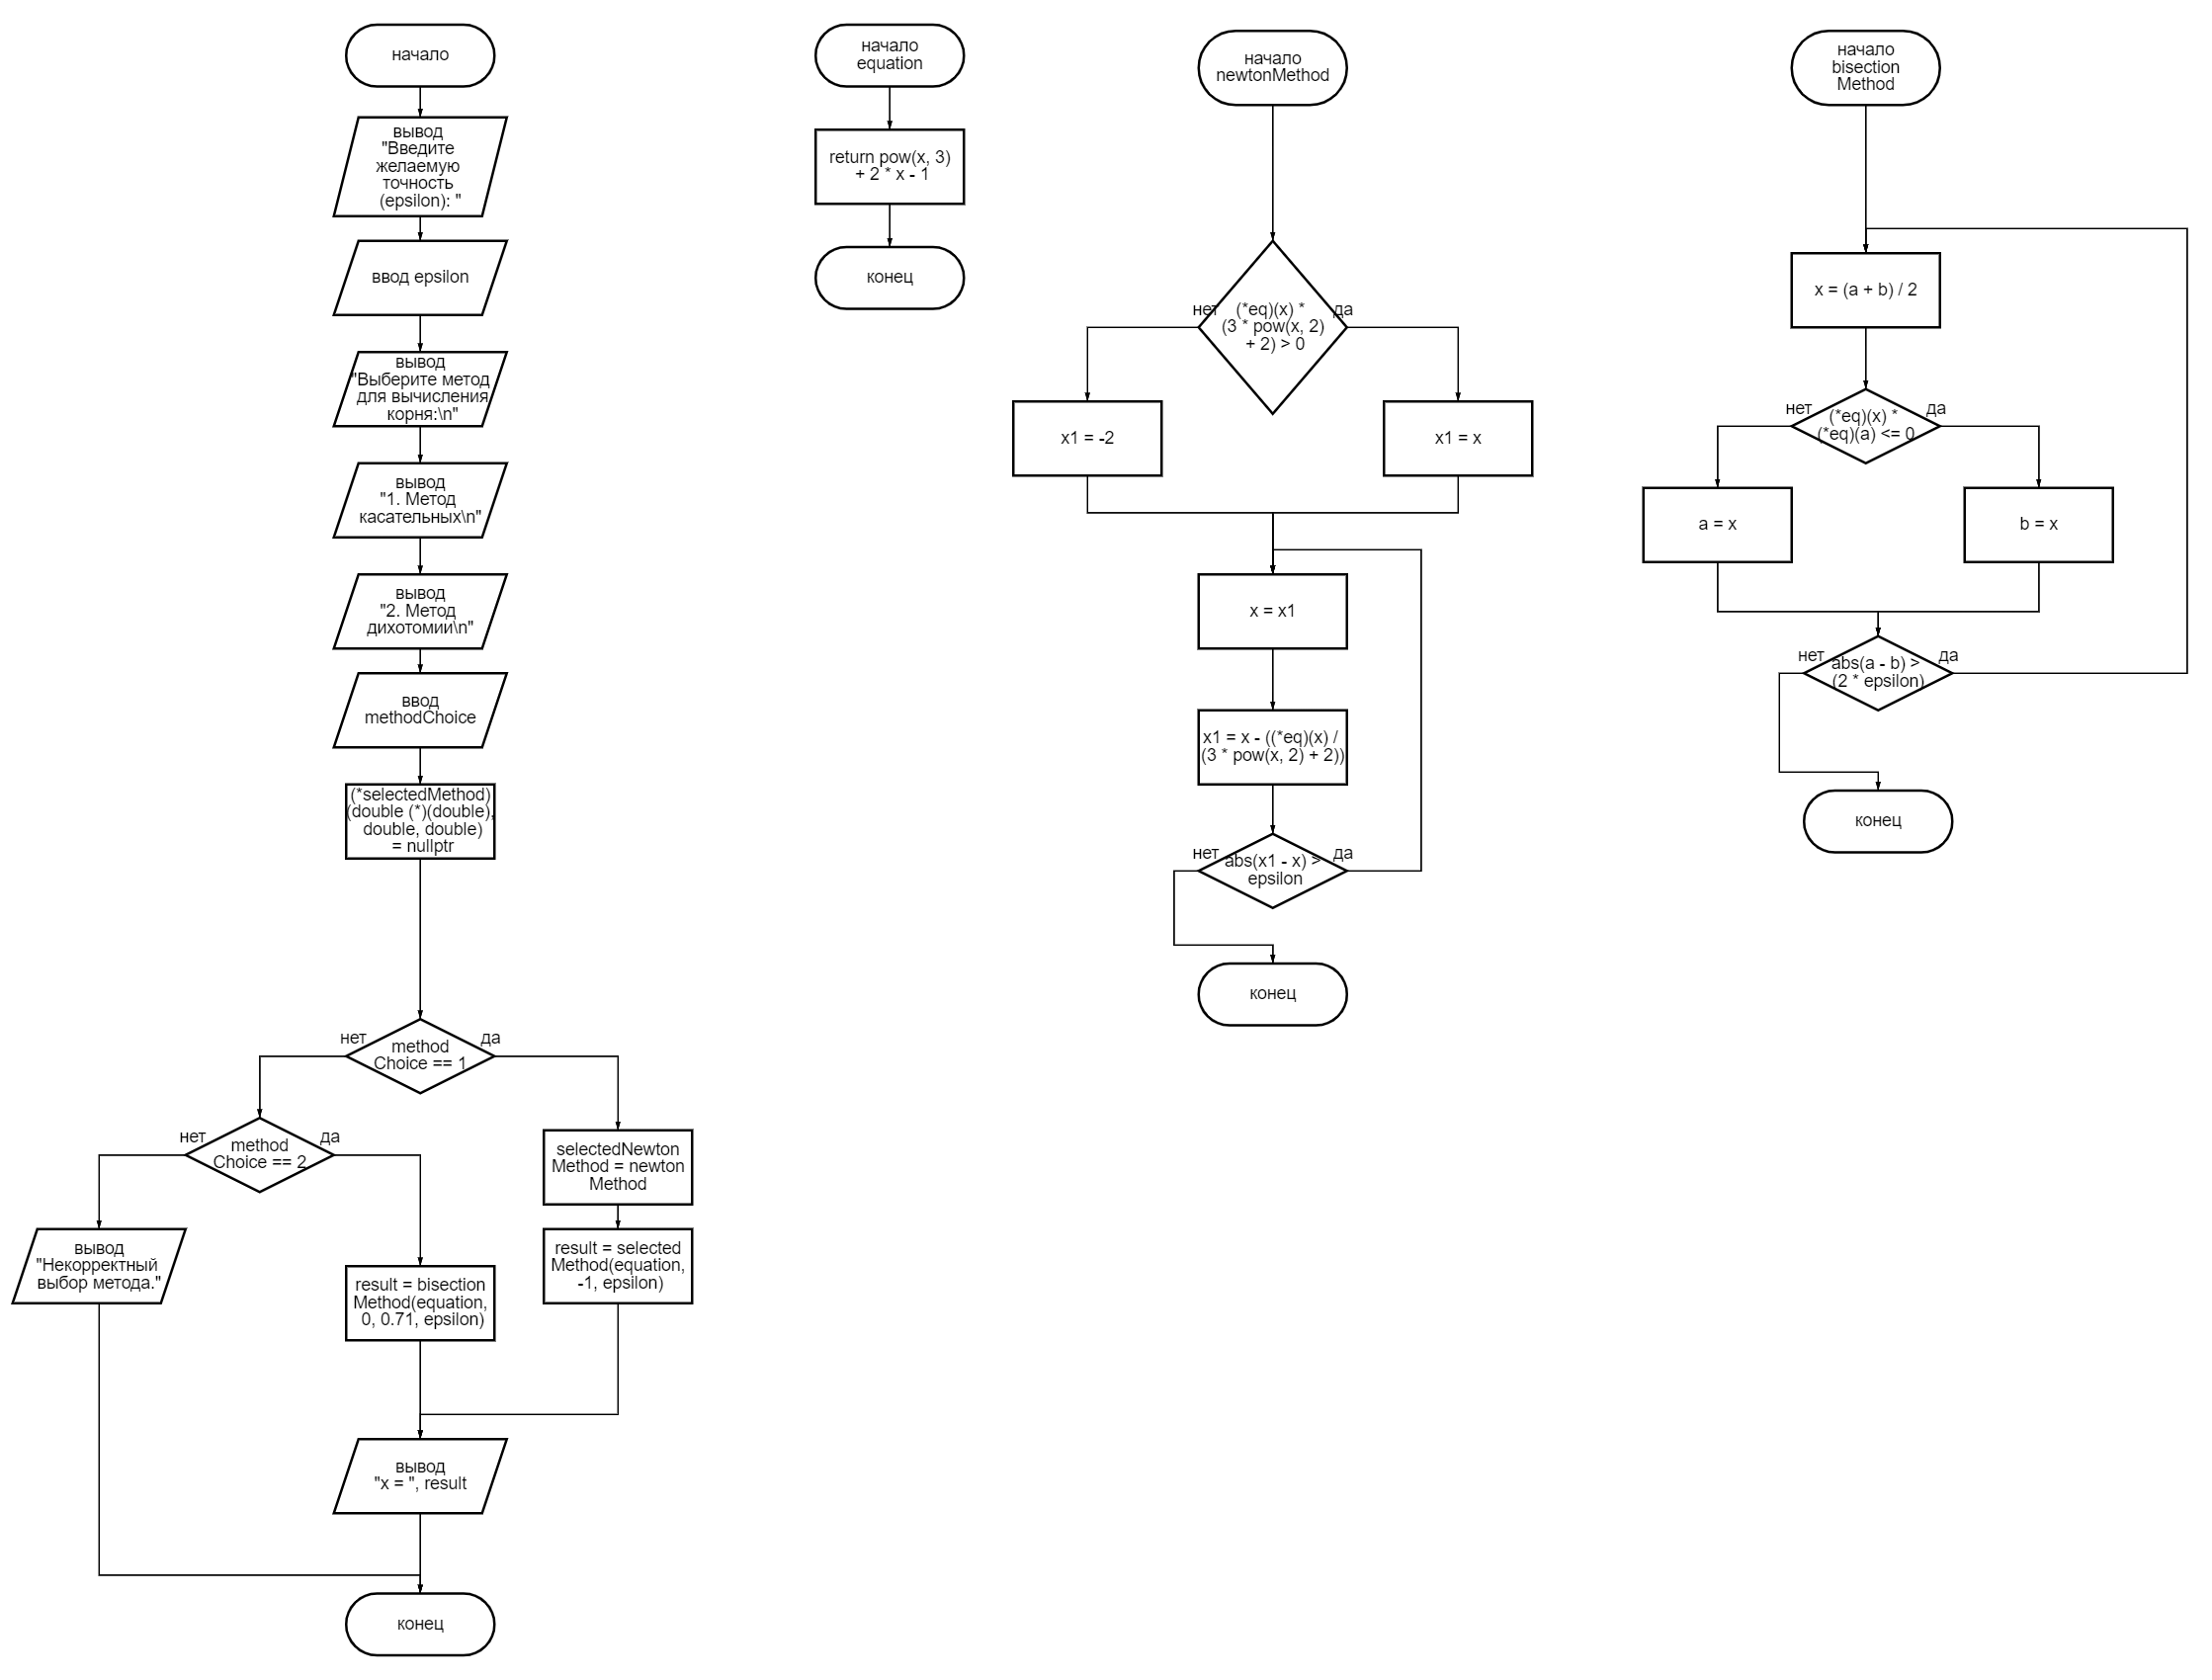 начало
вывод
"Введите
желаемую
точность
(epsilon): "
ввод epsilon
вывод
"Выберите метод
для вычисления
корня:\n"
вывод
"1. Метод
касательных\n"
вывод
"2. Метод
дихотомии\n"
ввод
methodChoice
(*selectedMethod)
(double (*)(double),
double, double)
= nullptr
нет
method
Choice == 1
да
нет
method
Choice == 2
да
selectedNewton
Method = newton
Method
вывод
"Некорректный
выбор метода."
result = bisection
Method(equation,
0, 0.71, epsilon)
result = selected
Method(equation,
-1, epsilon)
вывод
"x = ", result
конец
начало
equation
return pow(x, 3)
+ 2 * x - 1
конец
начало
newtonMethod
нет
(*eq)(x) *
(3 * pow(x, 2)
+ 2) > 0
да
x1 = -2
x1 = x
x = x1
x1 = x - ((*eq)(x) /
(3 * pow(x, 2) + 2))
нет
abs(x1 - x) >
epsilon
да
конец
начало
bisection
Method
x = (a + b) / 2
нет
(*eq)(x) *
(*eq)(a) <= 0
да
a = x
b = x
нет
abs(a - b) >
(2 * epsilon)
да
конец